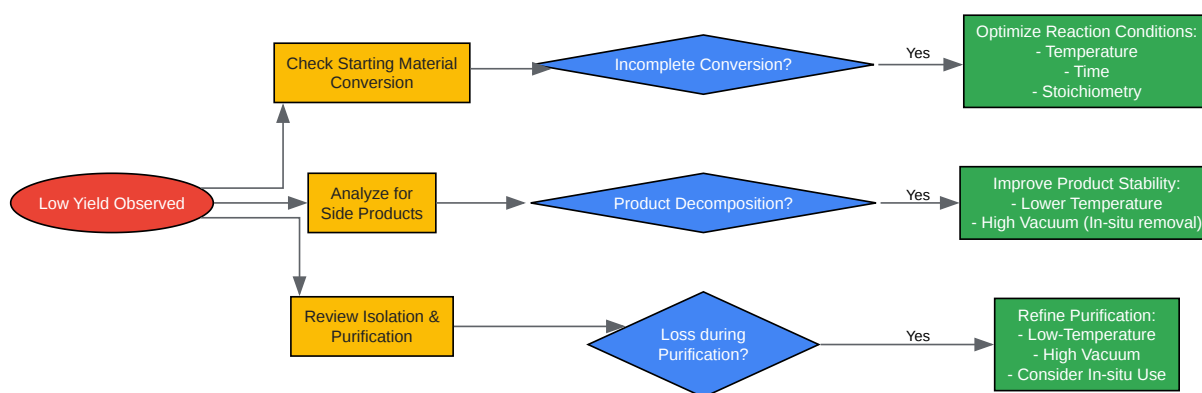 Low Yield Observed
Check Starting Material
Conversion
Incomplete Conversion?
Yes
Optimize Reaction Conditions:
- Temperature
- Time
- Stoichiometry
Analyze for
Side Products
Product Decomposition?
Yes
Improve Product Stability:
- Lower Temperature
- High Vacuum (In-situ removal)
Review Isolation &
Purification
Loss during
Purification?
Yes
Refine Purification:
- Low-Temperature
- High Vacuum
- Consider In-situ Use